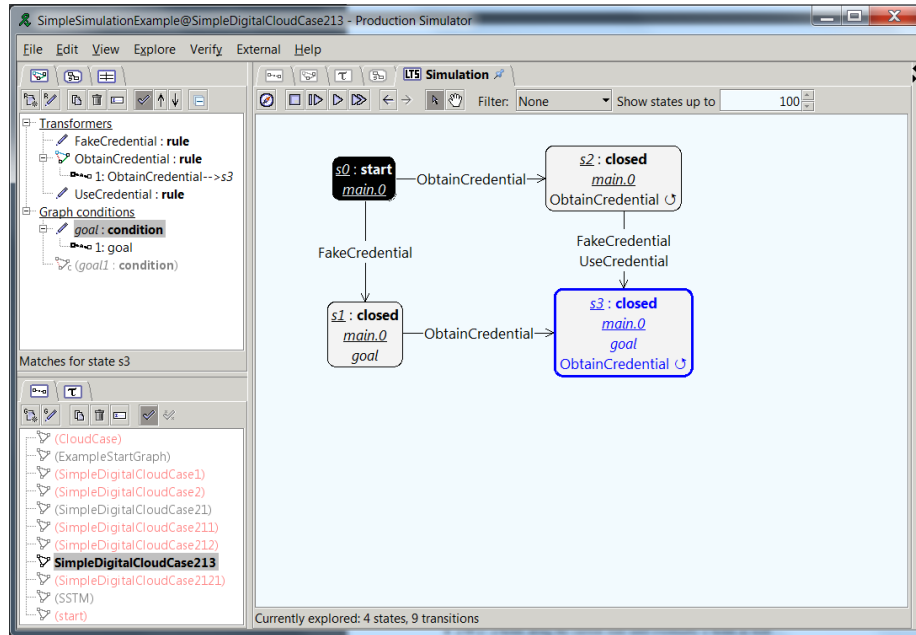 SimpleSimulationExample@SimpleDigitalCloudCase213 - Production Simulator
File Edit View Explore Verify External Help
LTS Simulation
Filter: None Show states up to 100
Transformers
FakeCredential : rule
ObtainCredential : rule
1: ObtainCredential-->s3
UseCredential : rule
Graph conditions
goal : condition
1: goal
(goal1 : condition)
Matches for state s3
τ
(CloudCase)
(ExampleStartGraph)
(SimpleDigitalCloudCase1)
(SimpleDigitalCloudCase2)
(SimpleDigitalCloudCase21)
(SimpleDigitalCloudCase211)
(SimpleDigitalCloudCase212)
SimpleDigitalCloudCase213
(SimpleDigitalCloudCase2121)
(SSTM)
(start)
τ
s0 : start
main.0
ObtainCredential
s2 : closed
main.0
ObtainCredential
FakeCredential
FakeCredential
UseCredential
s1 : closed
main.0
goal
ObtainCredential
s3 : closed
main.0
goal
ObtainCredential
Currently explored: 4 states, 9 transitions